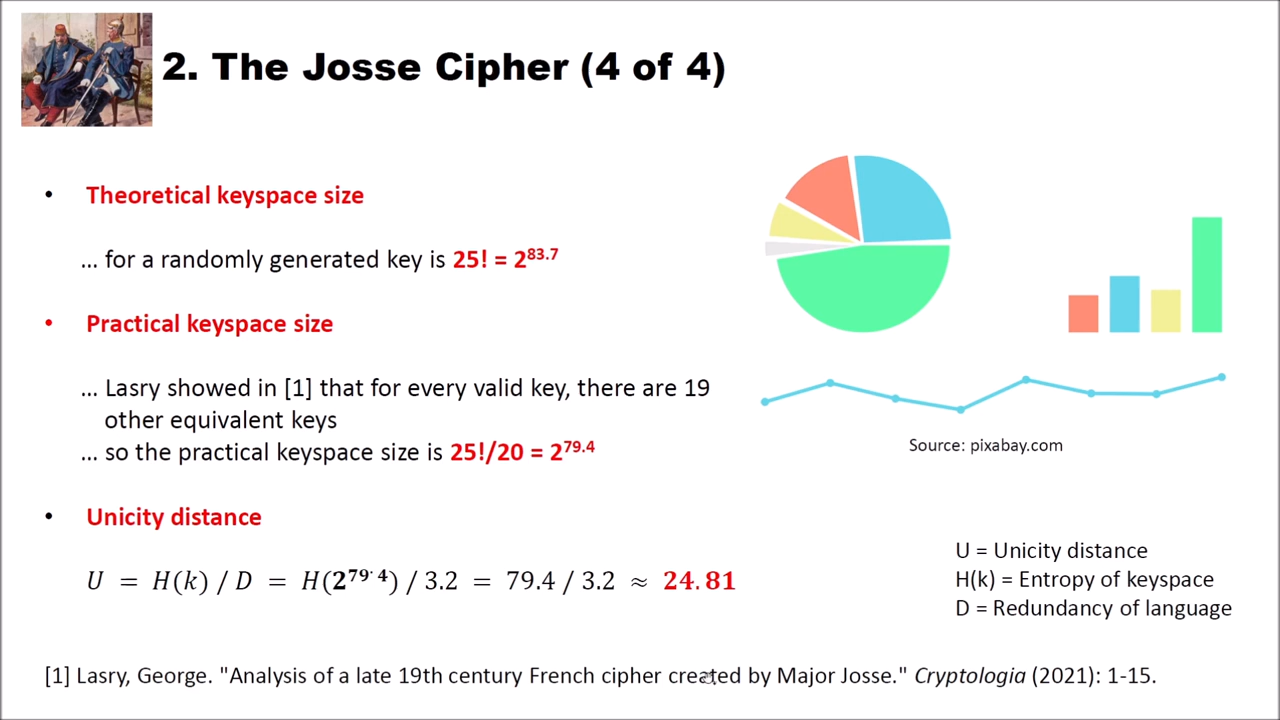 2. The Josse Cipher (4 of 4)
• Theoretical keyspace size
... for a randomly generated key is 25! = 2^83.7
• Practical keyspace size
... Lasry showed in [1] that for every valid key, there are 19
other equivalent keys
... so the practical keyspace size is 25!/20 = 2^79.4
Source: pixabay.com
• Unicity distance
U = H(k) / D = H(2^79.4) / 3.2 = 79.4 / 3.2 ≈ 24.81
U = Unicity distance
H(k) = Entropy of keyspace
D = Redundancy of language
[1] Lasry, George. "Analysis of a late 19th century French cipher created by Major Josse." Cryptologia (2021): 1-15.